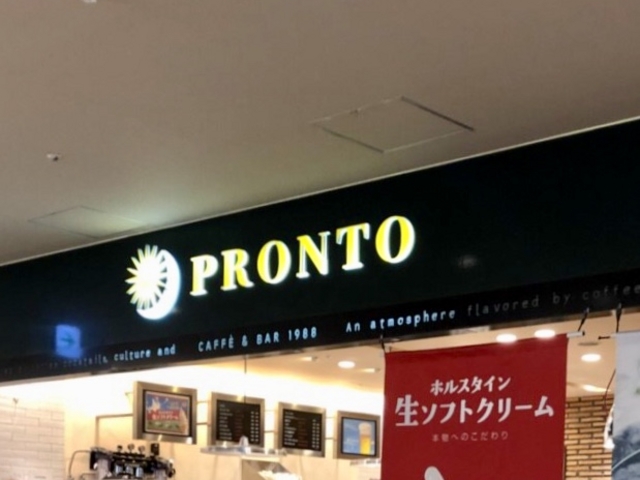 PRONTO
cocktails, culture and CAFFÈ & BAR 1988 An atmosphere flavored by coffee
ホルスタイン
生ソフトクリーム
本物へのこだわり